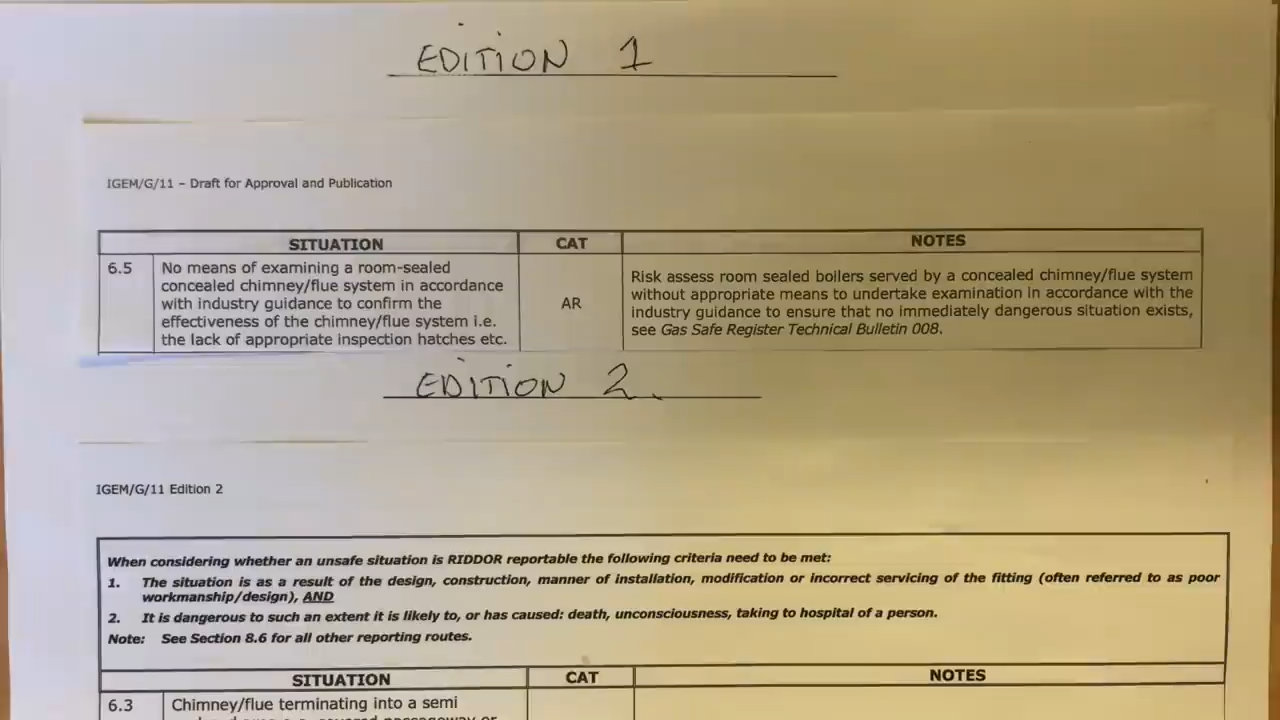 EDITION 1
IGEM/G/11 – Draft for Approval and Publication
SITUATION CAT NOTES
6.5 No means of examining a room-sealed
concealed chimney/flue system in accordance
with industry guidance to confirm the
effectiveness of the chimney/flue system i.e.
the lack of appropriate inspection hatches etc.
AR
Risk assess room sealed boilers served by a concealed chimney/flue system
without appropriate means to undertake examination in accordance with the
industry guidance to ensure that no immediately dangerous situation exists,
see Gas Safe Register Technical Bulletin 008.
EDITION 2.
IGEM/G/11 Edition 2
When considering whether an unsafe situation is RIDDOR reportable the following criteria need to be met:
1. The situation is as a result of the design, construction, manner of installation, modification or incorrect servicing of the fitting (often referred to as poor
workmanship/design), AND
2. It is dangerous to such an extent it is likely to, or has caused: death, unconsciousness, taking to hospital of a person.
Note: See Section 8.6 for all other reporting routes.
SITUATION CAT NOTES
6.3 Chimney/flue terminating into a semi